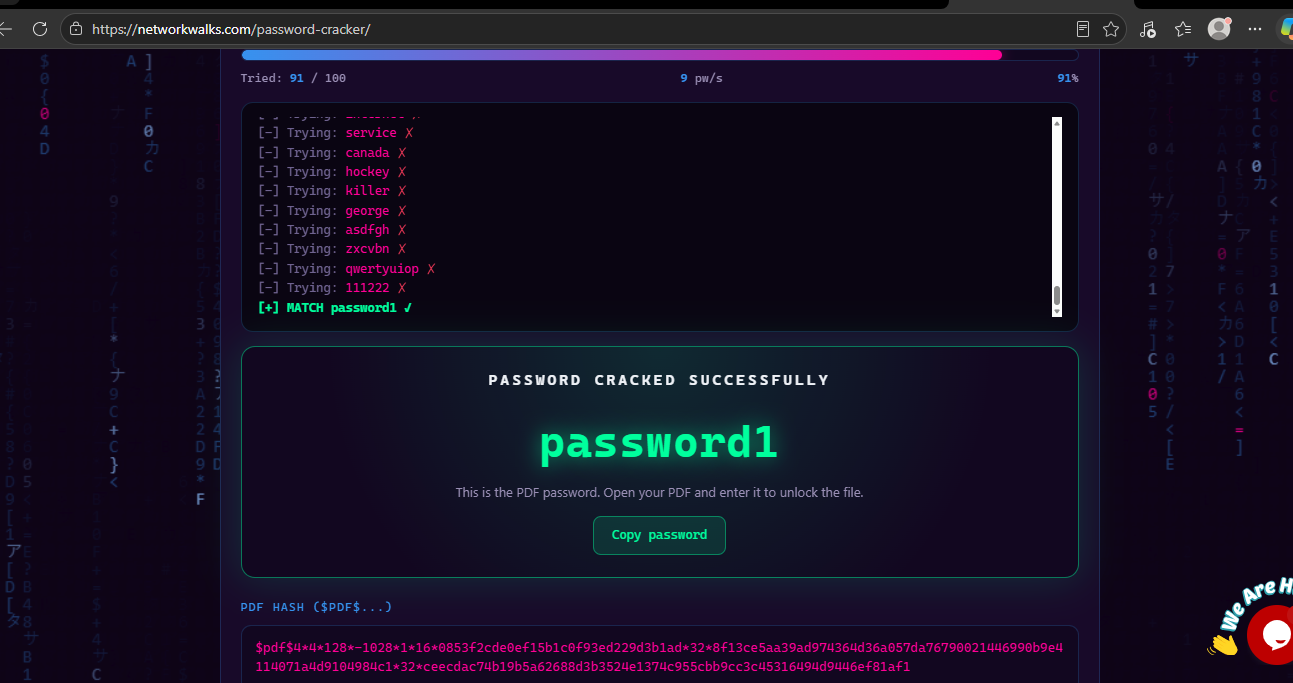 https://networkwalks.com/password-cracker/
Tried: 91 / 100
9 pw/s
91%
[-] Trying: service ✗
[-] Trying: canada ✗
[-] Trying: hockey ✗
[-] Trying: killer ✗
[-] Trying: george ✗
[-] Trying: asdfgh ✗
[-] Trying: zxcvbn ✗
[-] Trying: qwertyuiop ✗
[-] Trying: 111222 ✗
[+] MATCH password1 ✓
PASSWORD CRACKED SUCCESSFULLY
password1
This is the PDF password. Open your PDF and enter it to unlock the file.
Copy password
PDF HASH ($PDF$...)
$pdf$4*4*128*-1028*1*16*0853f2cde0ef15b1c0f93ed229d3b1ad*32*8f13ce5aa39ad974364d36a057da76790021446990b9e4
114071a4d9104984c1*32*ceecdac74b19b5a62688d3b3524e1374c955cbb9cc3c45316494d9446ef81af1
We Are H